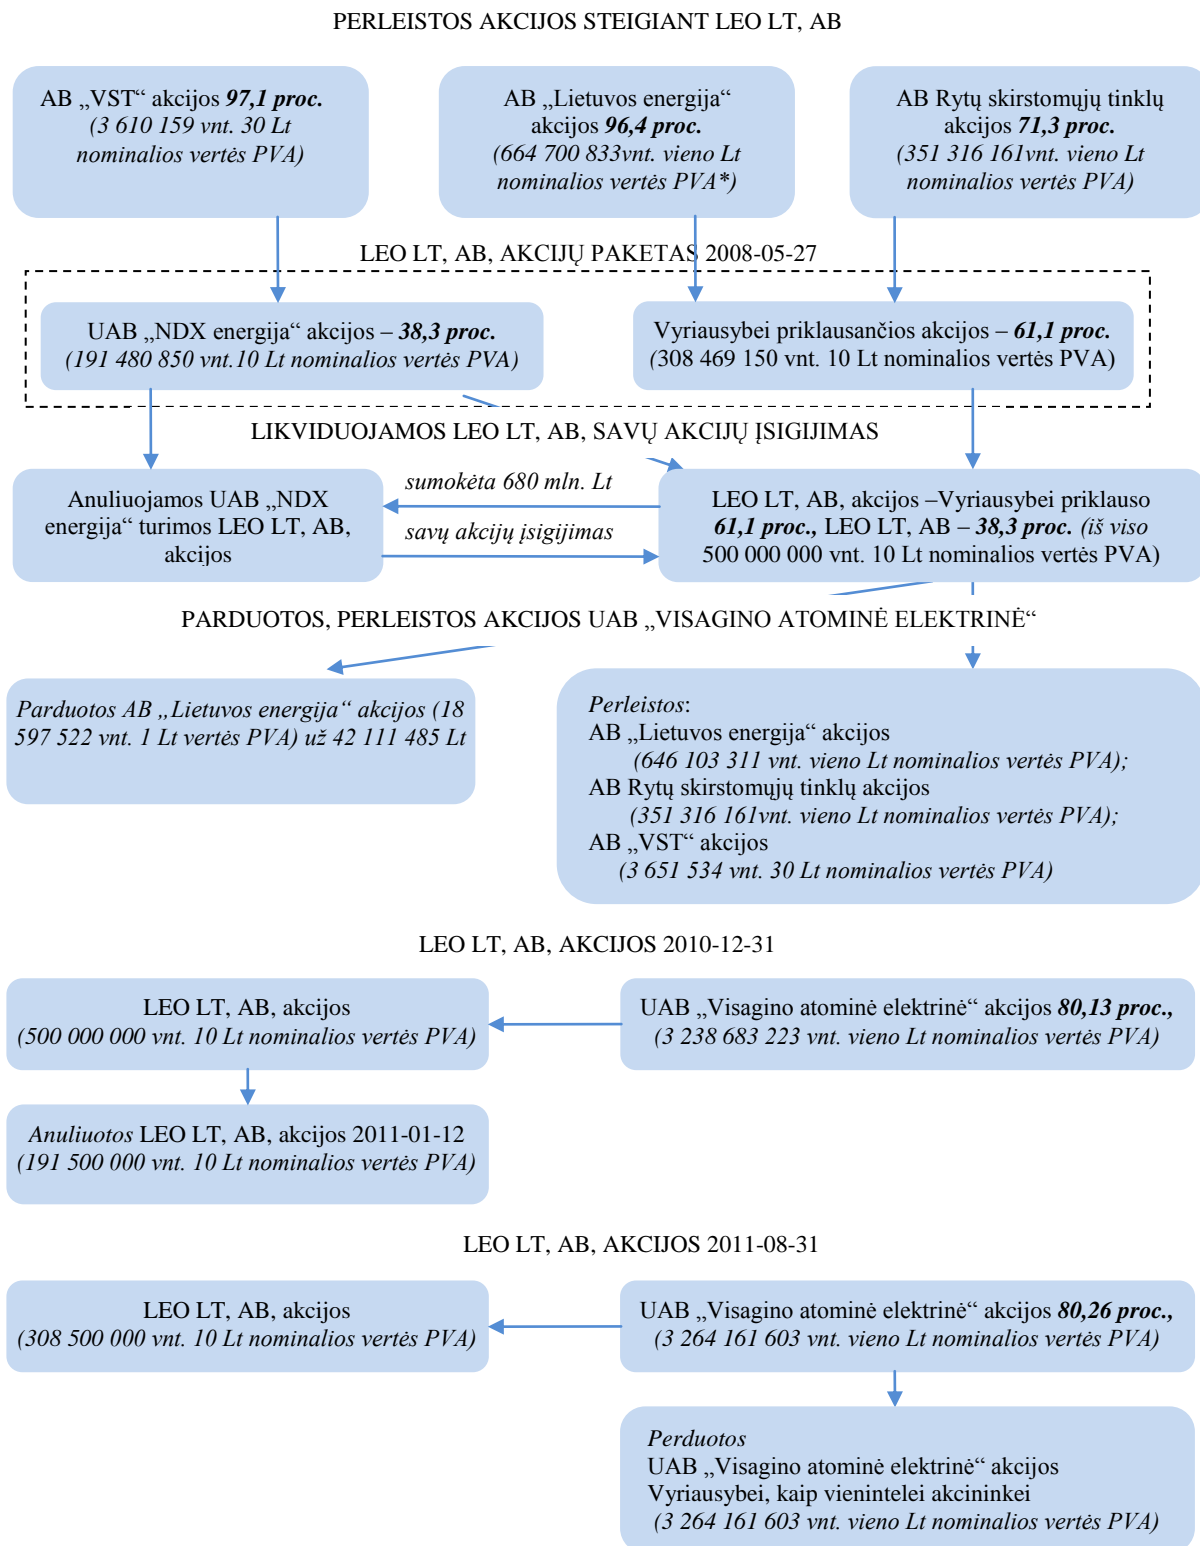 PERLEISTOS AKCIJOS STEIGIANT LEO LT, AB
AB „VST“ akcijos 97,1 proc.
(3 610 159 vnt. 30 Lt
nominalios vertės PVA)
AB „Lietuvos energija“
akcijos 96,4 proc.
(664 700 833vnt. vieno Lt
nominalios vertės PVA*)
AB Rytų skirstomųjų tinklų
akcijos 71,3 proc.
(351 316 161vnt. vieno Lt
nominalios vertės PVA)
LEO LT, AB, AKCIJŲ PAKETAS 2008-05-27
UAB „NDX energija“ akcijos – 38,3 proc.
(191 480 850 vnt.10 Lt nominalios vertės PVA)
Vyriausybei priklausančios akcijos – 61,1 proc.
(308 469 150 vnt. 10 Lt nominalios vertės PVA)
LIKVIDUOJAMOS LEO LT, AB, SAVŲ AKCIJŲ ĮSIGIJIMAS
Anuliuojamos UAB „NDX
energija“ turimos LEO LT, AB,
akcijos
sumokėta 680 mln. Lt
savų akcijų įsigijimas
LEO LT, AB, akcijos –Vyriausybei priklauso
61,1 proc., LEO LT, AB – 38,3 proc. (iš viso
500 000 000 vnt. 10 Lt nominalios vertės PVA)
PARDUOTOS, PERLEISTOS AKCIJOS UAB „VISAGINO ATOMINĖ ELEKTRINĖ“
Parduotos AB „Lietuvos energija“ akcijos (18
597 522 vnt. 1 Lt vertės PVA) už 42 111 485 Lt
Perleistos:
AB „Lietuvos energija“ akcijos
(646 103 311 vnt. vieno Lt nominalios vertės PVA);
AB Rytų skirstomųjų tinklų akcijos
(351 316 161vnt. vieno Lt nominalios vertės PVA);
AB „VST“ akcijos
(3 651 534 vnt. 30 Lt nominalios vertės PVA)
LEO LT, AB, AKCIJOS 2010-12-31
LEO LT, AB, akcijos
(500 000 000 vnt. 10 Lt nominalios vertės PVA)
UAB „Visagino atominė elektrinė“ akcijos 80,13 proc.,
(3 238 683 223 vnt. vieno Lt nominalios vertės PVA)
Anuliuotos LEO LT, AB, akcijos 2011-01-12
(191 500 000 vnt. 10 Lt nominalios vertės PVA)
LEO LT, AB, AKCIJOS 2011-08-31
LEO LT, AB, akcijos
(308 500 000 vnt. 10 Lt nominalios vertės PVA)
UAB „Visagino atominė elektrinė“ akcijos 80,26 proc.,
(3 264 161 603 vnt. vieno Lt nominalios vertės PVA)
Perduotos
UAB „Visagino atominė elektrinė“ akcijos
Vyriausybei, kaip vienintelei akcininkei
(3 264 161 603 vnt. vieno Lt nominalios vertės PVA)